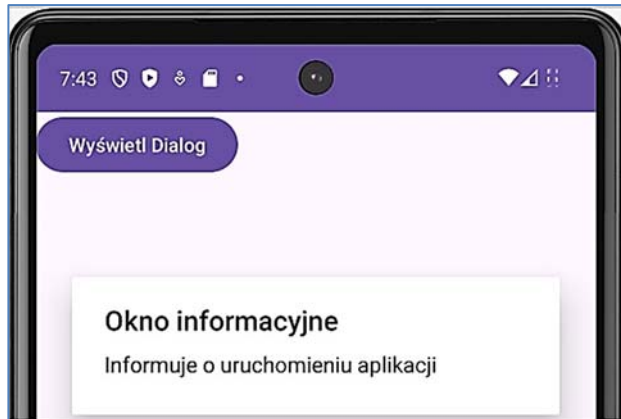 7:43
Wyświetl Dialog
Okno informacyjne
Informuje o uruchomieniu aplikacji